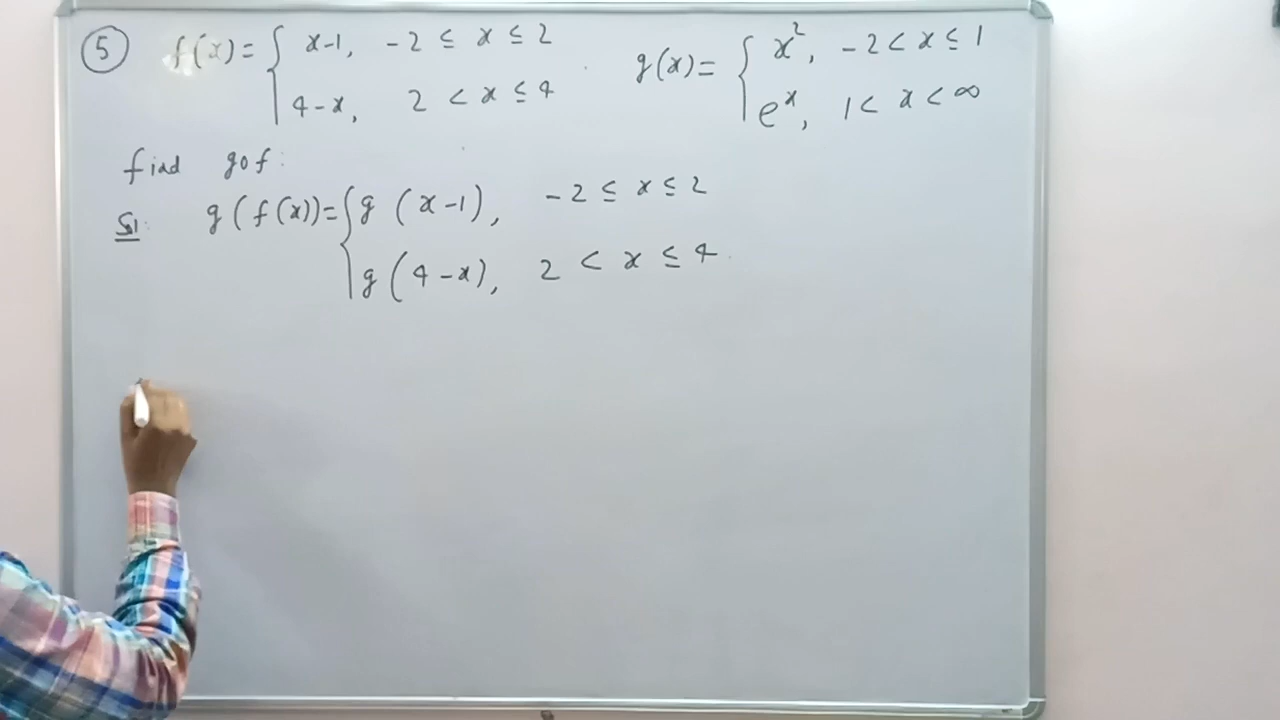 ⑤ f(x) = { x-1, -2 ≤ x ≤ 2 g(x) = { x², -2 < x ≤ 1
4-x, 2 < x ≤ 4 eˣ, 1 < x < ∞
find gof:
Sol: g(f(x)) = { g(x-1), -2 ≤ x ≤ 2
g(4-x), 2 < x ≤ 4